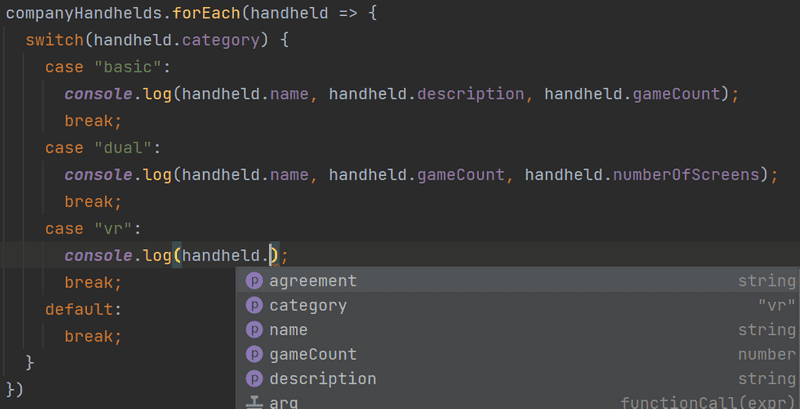 companyHandhelds.forEach(handheld => {
switch(handheld.category) {
case "basic":
console.log(handheld.name, handheld.description, handheld.gameCount);
break;
case "dual":
console.log(handheld.name, handheld.gameCount, handheld.numberOfScreens);
break;
case "vr":
console.log(handheld.);
break;
default:
break;
}
})
agreement string
category "vr"
name string
gameCount number
description string
arg functionCall(expr)